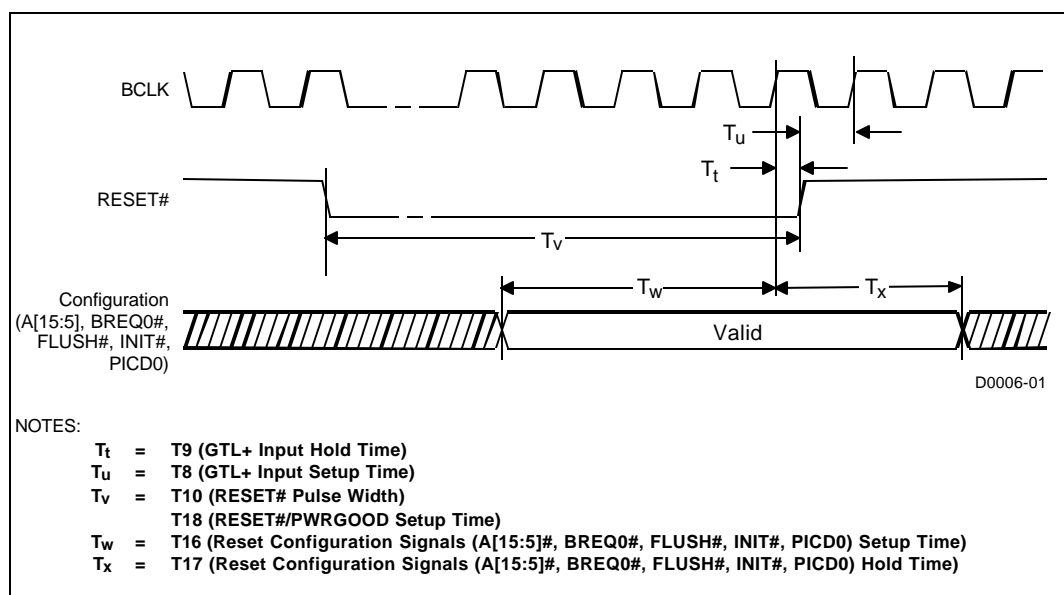 BCLK
Tu
Tt
RESET#
Tv
Tw
Tx
Configuration
(A[15:5], BREQ0#,
FLUSH#, INIT#,
PICD0)
Valid
D0006-01
NOTES:
Tt = T9 (GTL+ Input Hold Time)
Tu = T8 (GTL+ Input Setup Time)
Tv = T10 (RESET# Pulse Width)
T18 (RESET#/PWRGOOD Setup Time)
Tw = T16 (Reset Configuration Signals (A[15:5]#, BREQ0#, FLUSH#, INIT#, PICD0) Setup Time)
Tx = T17 (Reset Configuration Signals (A[15:5]#, BREQ0#, FLUSH#, INIT#, PICD0) Hold Time)